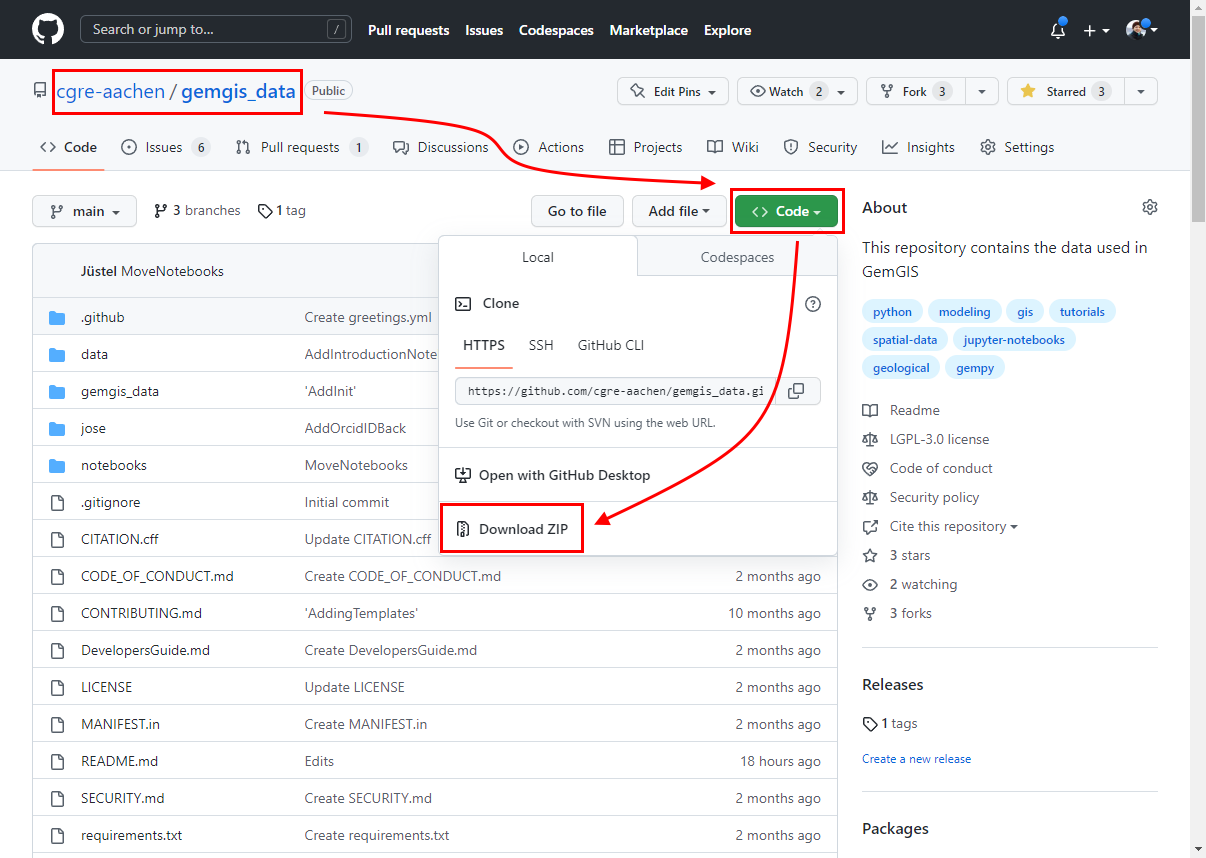 Search or jump to... /
Pull requests Issues Codespaces Marketplace Explore
cgre-aachen / gemgis_data Public
Edit Pins Watch 2 Fork 3 Starred 3
Code Issues 6 Pull requests 1 Discussions Actions Projects Wiki Security Insights Settings
main 3 branches 1 tag Go to file Add file Code
Jüstel MoveNotebooks
.github Create greetings.yml
data AddIntroductionNote
gemgis_data 'AddInit'
jose AddOrcidIDBack
notebooks MoveNotebooks
.gitignore Initial commit
CITATION.cff Update CITATION.cff
CODE_OF_CONDUCT.md Create CODE_OF_CONDUCT.md 2 months ago
CONTRIBUTING.md 'AddingTemplates' 10 months ago
DevelopersGuide.md Create DevelopersGuide.md 2 months ago
LICENSE Update LICENSE 2 months ago
MANIFEST.in Create MANIFEST.in 2 months ago
README.md Edits 18 hours ago
SECURITY.md Create SECURITY.md 2 months ago
requirements.txt Create requirements.txt 2 months ago
Local Codespaces
Clone
HTTPS SSH GitHub CLI
https://github.com/cgre-aachen/gemgis_data.gi
Use Git or checkout with SVN using the web URL.
Open with GitHub Desktop
Download ZIP
About
This repository contains the data used in
GemGIS
python modeling gis tutorials
spatial-data jupyter-notebooks
geological gempy
Readme
LGPL-3.0 license
Code of conduct
Security policy
Cite this repository
3 stars
2 watching
3 forks
Releases
1 tags
Create a new release
Packages